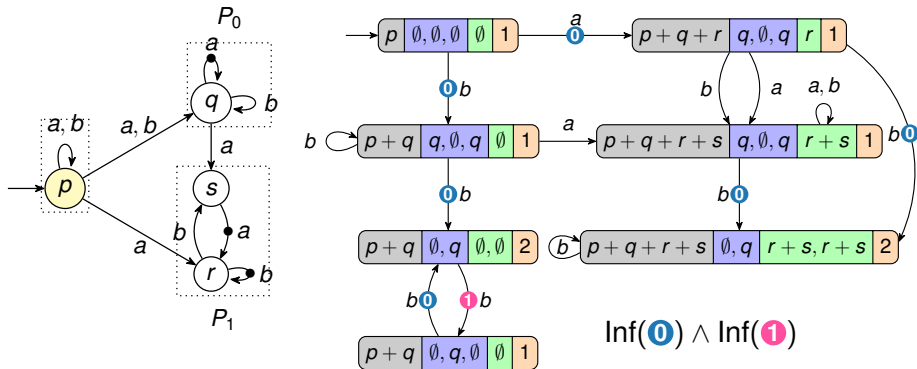 P₀
a
a
0
p ∅, ∅, ∅ ∅ 1
p + q + r q, ∅, q r 1
a, b
a, b
q
b
0 b
b
a
a, b
a
b 0
b
p + q q, ∅, q ∅ 1
a
p + q + r + s q, ∅, q r + s 1
p
s
0 b
b 0
b
a
a
r
b
p + q ∅, q ∅, ∅ 2
b
p + q + r + s ∅, q r + s, r + s 2
P₁
b 0
1 b
p + q ∅, q, ∅ ∅ 1
Inf(0) ∧ Inf(1)